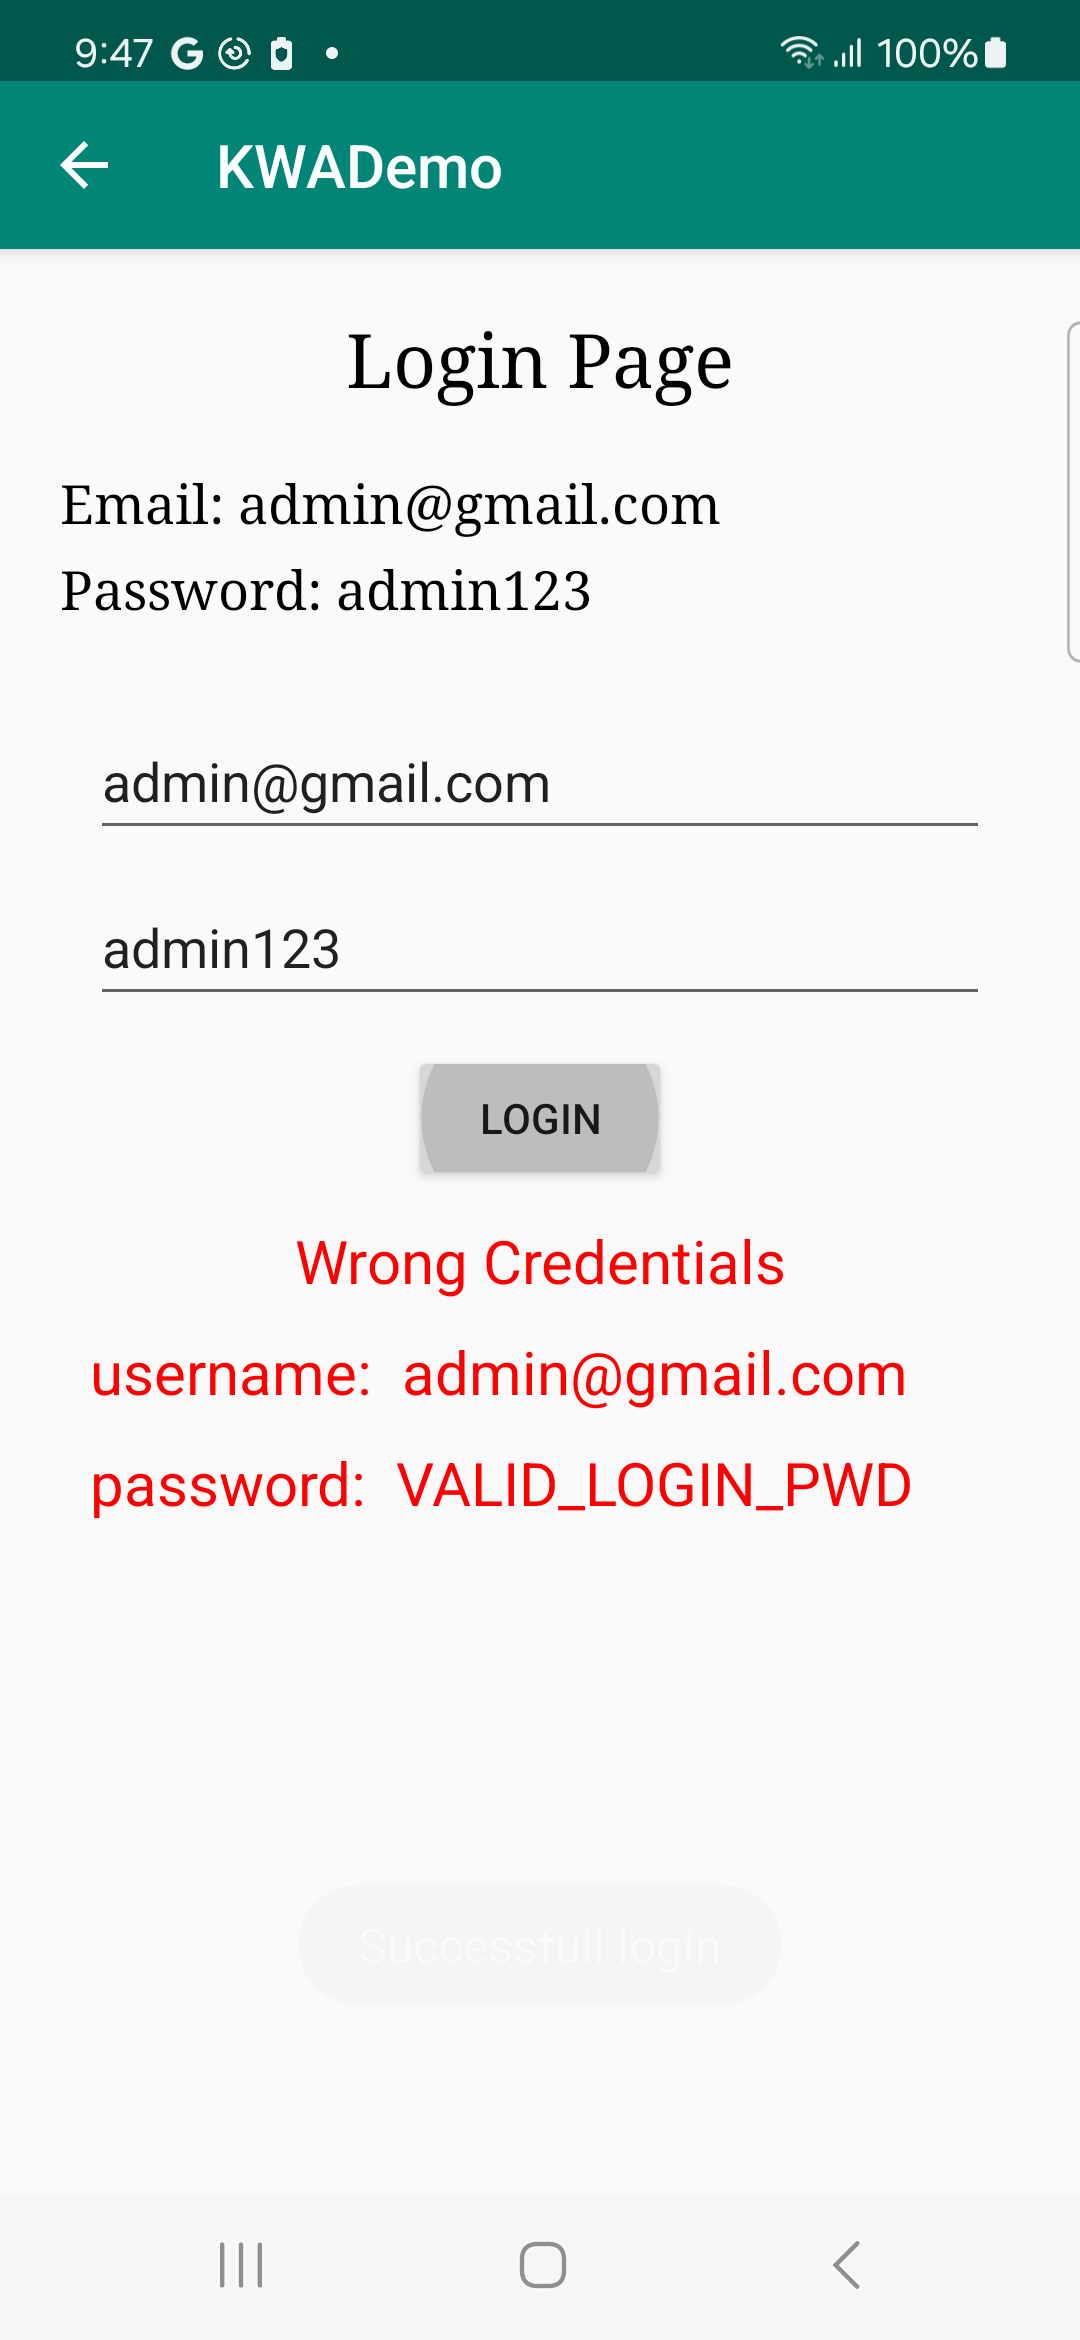 9:47 G 100%
KWADemo
Login Page
Email: admin@gmail.com
Password: admin123
admin@gmail.com
admin123
LOGIN
Wrong Credentials
username: admin@gmail.com
password: VALID_LOGIN_PWD
Successfull login